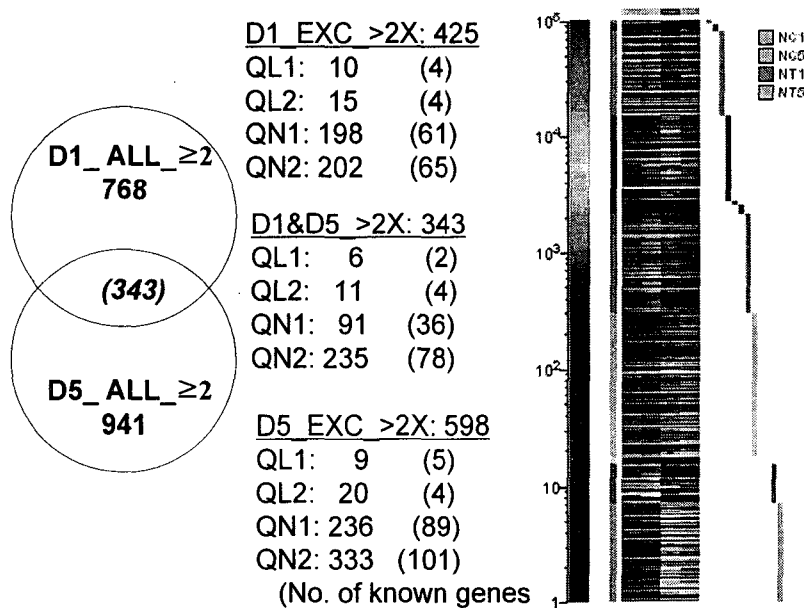 D1_ALL_≥2
768
(343)
D5_ALL_≥2
941
D1_EXC_>2X: 425
QL1: 10 (4)
QL2: 15 (4)
QN1: 198 (61)
QN2: 202 (65)
D1&D5_>2X: 343
QL1: 6 (2)
QL2: 11 (4)
QN1: 91 (36)
QN2: 235 (78)
D5_EXC_>2X: 598
QL1: 9 (5)
QL2: 20 (4)
QN1: 236 (89)
QN2: 333 (101)
(No. of known genes
10⁵
10⁴
10³
10²
10
1
NC1
NC5
NT1
NT5